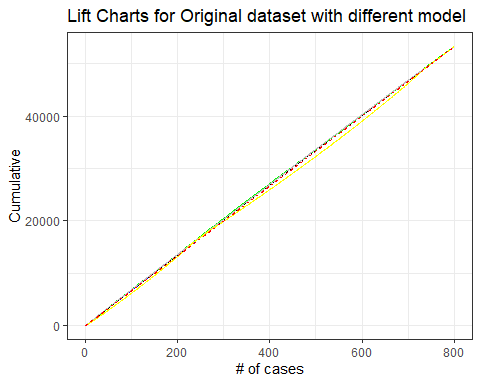 Lift Charts for Original dataset with different model
Cumulative
40000
20000
0
0 200 400 600 800
# of cases